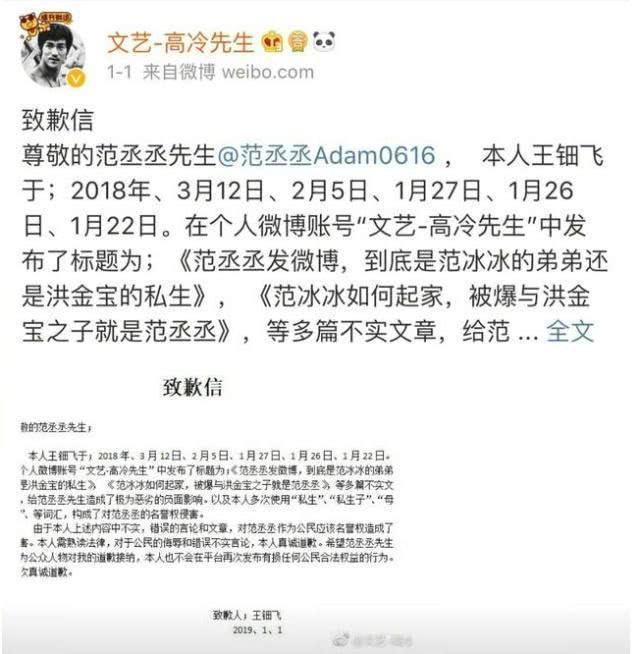 文艺-高冷先生
1-1 来自微博 weibo.com
致歉信
尊敬的范丞丞先生@范丞丞Adam0616 ， 本人王钿飞
于；2018年、3月12日、2月5日、1月27日、1月26
日、1月22日。在个人微博账号“文艺-高冷先生”中发
布了标题为；《范丞丞发微博，到底是范冰冰的弟弟还
是洪金宝的私生》，《范冰冰如何起家，被爆与洪金
宝之子就是范丞丞》，等多篇不实文章，给范 ... 全文
致歉信
敬的范丞丞先生；
本人王钿飞于；2018年、3月12日、2月5日、1月27日、1月26日、1月22日。
个人微博账号“文艺-高冷先生”中发布了标题为；《范丞丞发微博，到底是范冰冰的弟弟
是洪金宝的私生》，《范冰冰如何起家，被爆与洪金宝之子就是范丞丞》，等多篇不实文
，给范丞丞先生造成了极为恶劣的负面影响。以及本人多次使用“私生”、“私生子”、“母
”、等词汇，构成了对范丞丞的名誉权侵害。
由于本人上述内容中不实，错误的言论和文章，对范丞丞作为公民应该名誉权造成了
害。本人需熟读法律，对于公民的侮辱和错误不实言论，本人真诚道歉。希望范丞丞先生
为公众人物对我的道歉接纳，本人也不会在平台再次发布有损任何公民合法权益的行为。
次真诚道歉。
致歉人；王钿飞
2019、1、1